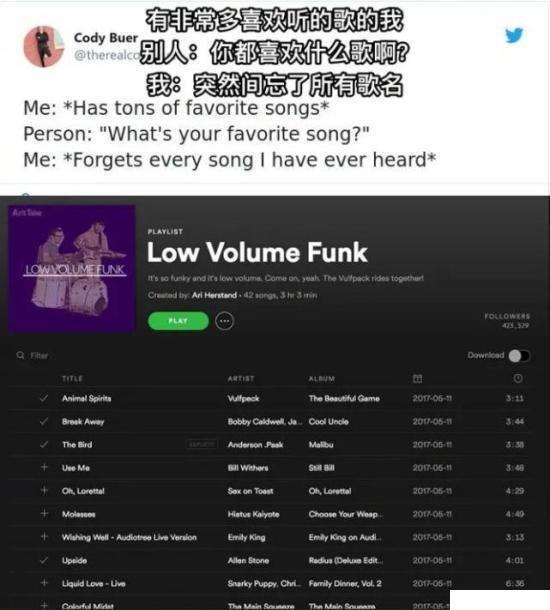 有非常多喜欢听的歌的我
Cody Buer
别人：你都喜欢什么歌啊？
@therealco
我：突然间忘了所有歌名
Me: *Has tons of favorite songs*
Person: "What's your favorite song?"
Me: *Forgets every song I have ever heard*
Ari's Take
LOW VOLUME FUNK
PLAYLIST
Low Volume Funk
It's so funky and it's low volume. Come on, yeah. The Vulfpack rides together!
Created by: Ari Herstand • 42 songs, 3 hr 3 min
PLAY
FOLLOWERS
423,329
Filter
Download
TITLE ARTIST ALBUM
Animal Spirits Vulfpeck The Beautiful Game 2017-05-11 3:11
Break Away Bobby Caldwell, Ja... Cool Uncle 2017-05-11 3:44
The Bird EXPLICIT Anderson .Paak Malibu 2017-05-11 3:38
Use Me Bill Withers Still Bill 2017-05-11 3:48
Oh, Loretta! Sex on Toast Oh, Loretta! 2017-05-11 4:29
Molasses Hiatus Kaiyote Choose Your Weap... 2017-05-11 4:49
Wishing Well - Audiotree Live Version Emily King Emily King on Audi... 2017-05-11 3:13
Upside Allen Stone Radius (Deluxe Edit... 2017-05-11 4:01
Liquid Love - Live Snarky Puppy, Chri... Family Dinner, Vol. 2 2017-05-11 6:36
Colorful Midst The Main Squeeze The Main Squeeze